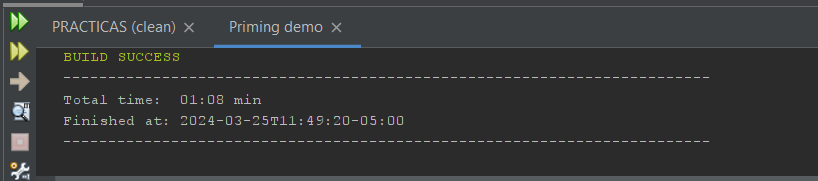 PRACTICAS (clean) ×
Priming demo ×
BUILD SUCCESS
------------------------------------------------------------------------
Total time:  01:08 min
Finished at: 2024-03-25T11:49:20-05:00
------------------------------------------------------------------------